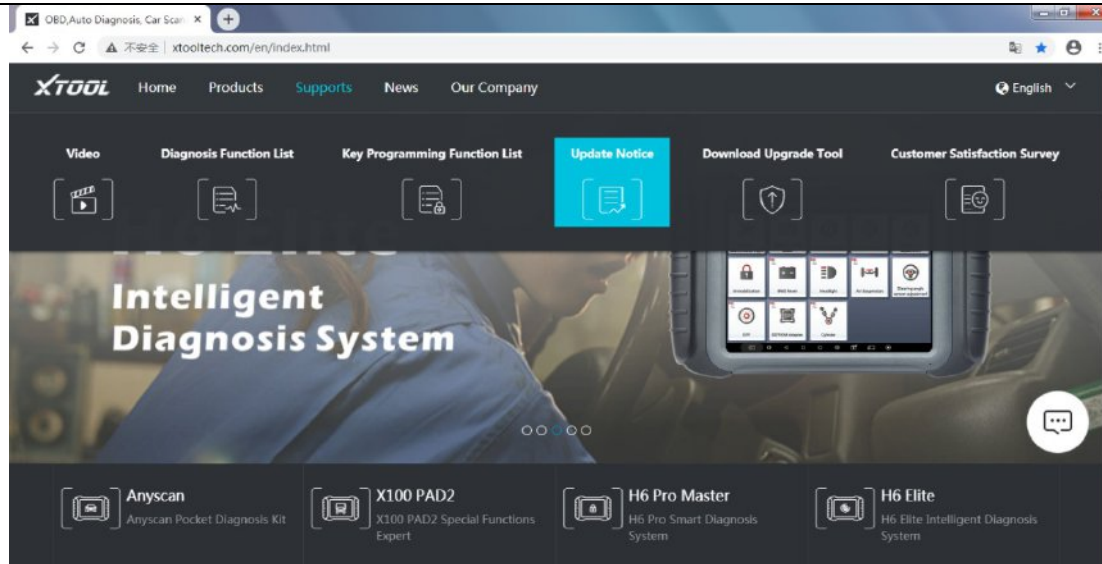 OBD,Auto Diagnosis, Car Scan
不安全 | xtooltech.com/en/index.html
XTOOL Home Products Supports News Our Company English
Video Diagnosis Function List Key Programming Function List Update Notice Download Upgrade Tool Customer Satisfaction Survey
H6 Elite
Intelligent
Diagnosis System
Anyscan X100 PAD2 H6 Pro Master H6 Elite
Anyscan Pocket Diagnosis Kit X100 PAD2 Special Functions H6 Pro Smart Diagnosis H6 Elite Intelligent Diagnosis
Expert System System